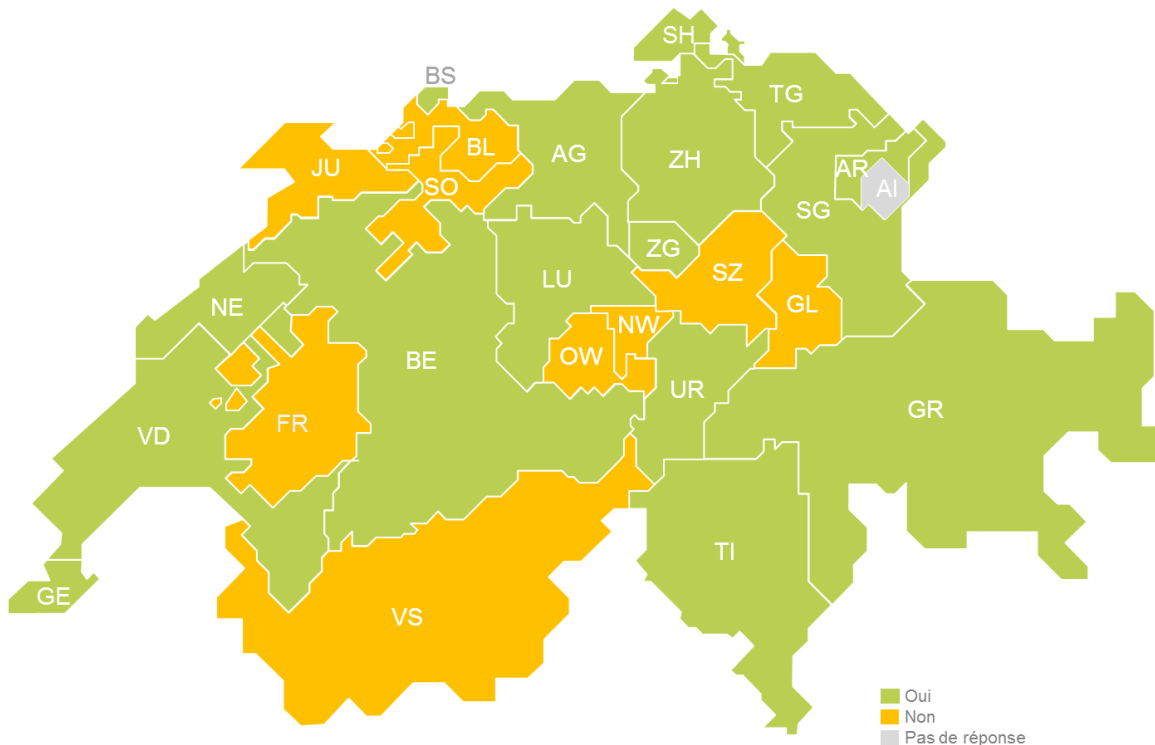 SH
BS
TG
BL
AG
ZH
JU
AR
SO
AI
SG
ZG
SZ
LU
NE
GL
NW
OW
BE
UR
GR
FR
VD
TI
GE
VS
Oui
Non
Pas de réponse